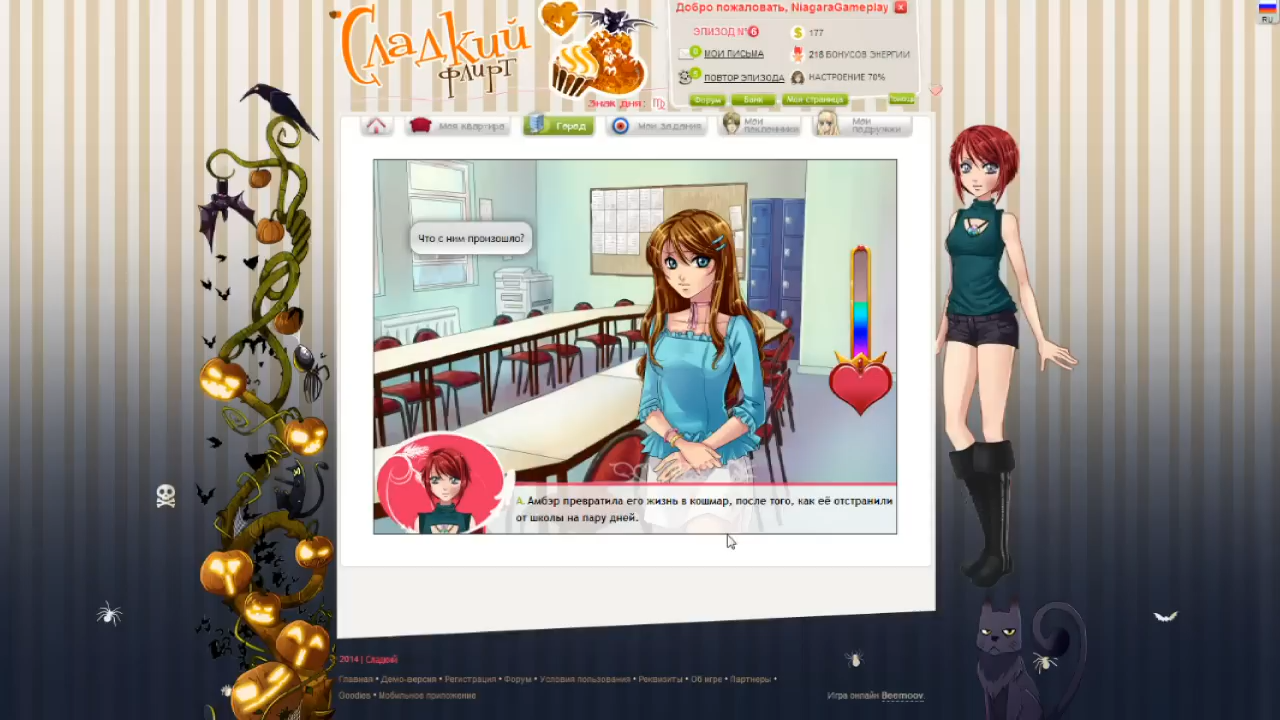 Сладкий
флирт
Знак дня: ♍
Добро пожаловать, NiagaraGameplay
ЭПИЗОД №6
177
0 МОИ ПИСЬМА
218 БОНУСОВ ЭНЕРГИИ
ПОВТОР ЭПИЗОДА
НАСТРОЕНИЕ 70%
Форум
Банк
Моя страница
Помощь
RU
Моя квартира
Город
Мои задания
Мои поклонники
Мои подружки
Что с ним произошло?
А. Амбэр превратила его жизнь в кошмар, после того, как её отстранили
от школы на пару дней.
2014 | Сладкий
Главная • Демо-версия • Регистрация • Форум • Условия пользования • Реквизиты • Об игре • Партнеры •
Goodies • Мобильное приложение
Игра онлайн Beemoov.